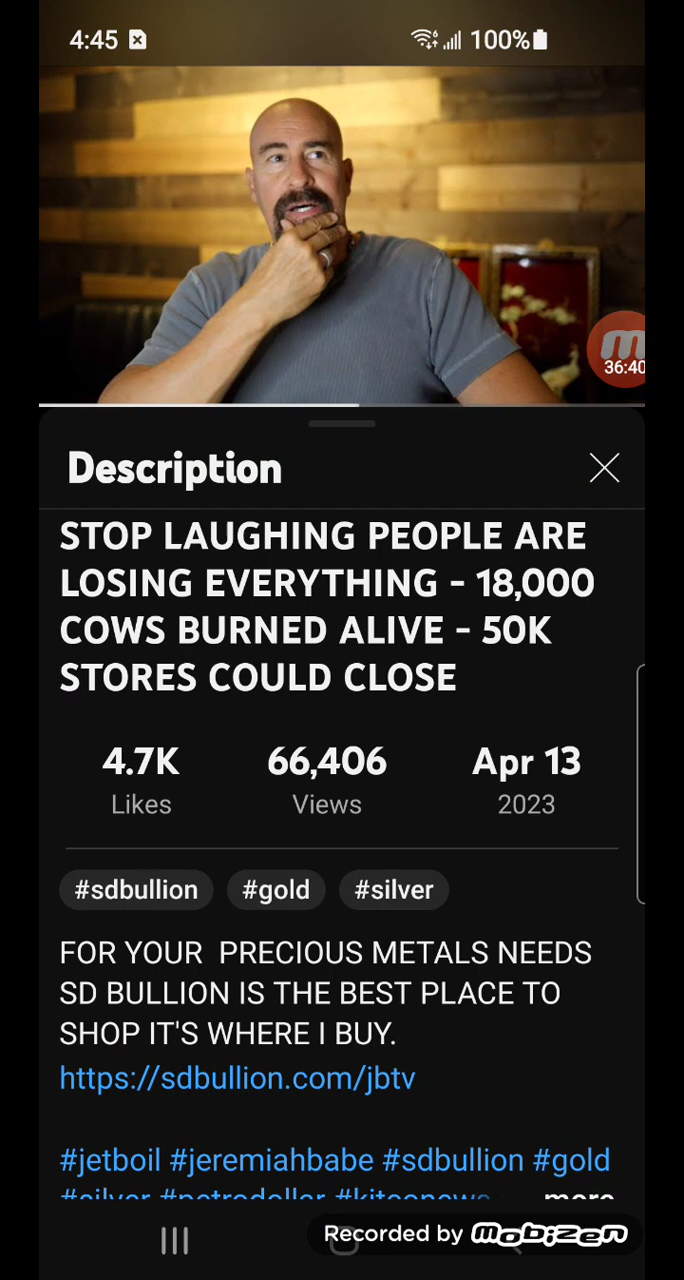 4:45 100%
36:40
Description
STOP LAUGHING PEOPLE ARE
LOSING EVERYTHING - 18,000
COWS BURNED ALIVE - 50K
STORES COULD CLOSE
4.7K 66,406 Apr 13
Likes Views 2023
#sdbullion #gold #silver
FOR YOUR  PRECIOUS METALS NEEDS
SD BULLION IS THE BEST PLACE TO
SHOP IT'S WHERE I BUY.
https://sdbullion.com/jbtv
#jetboil #jeremiahbabe #sdbullion #gold
#silver #petrodollar #kitconews more
Recorded by Mobizen